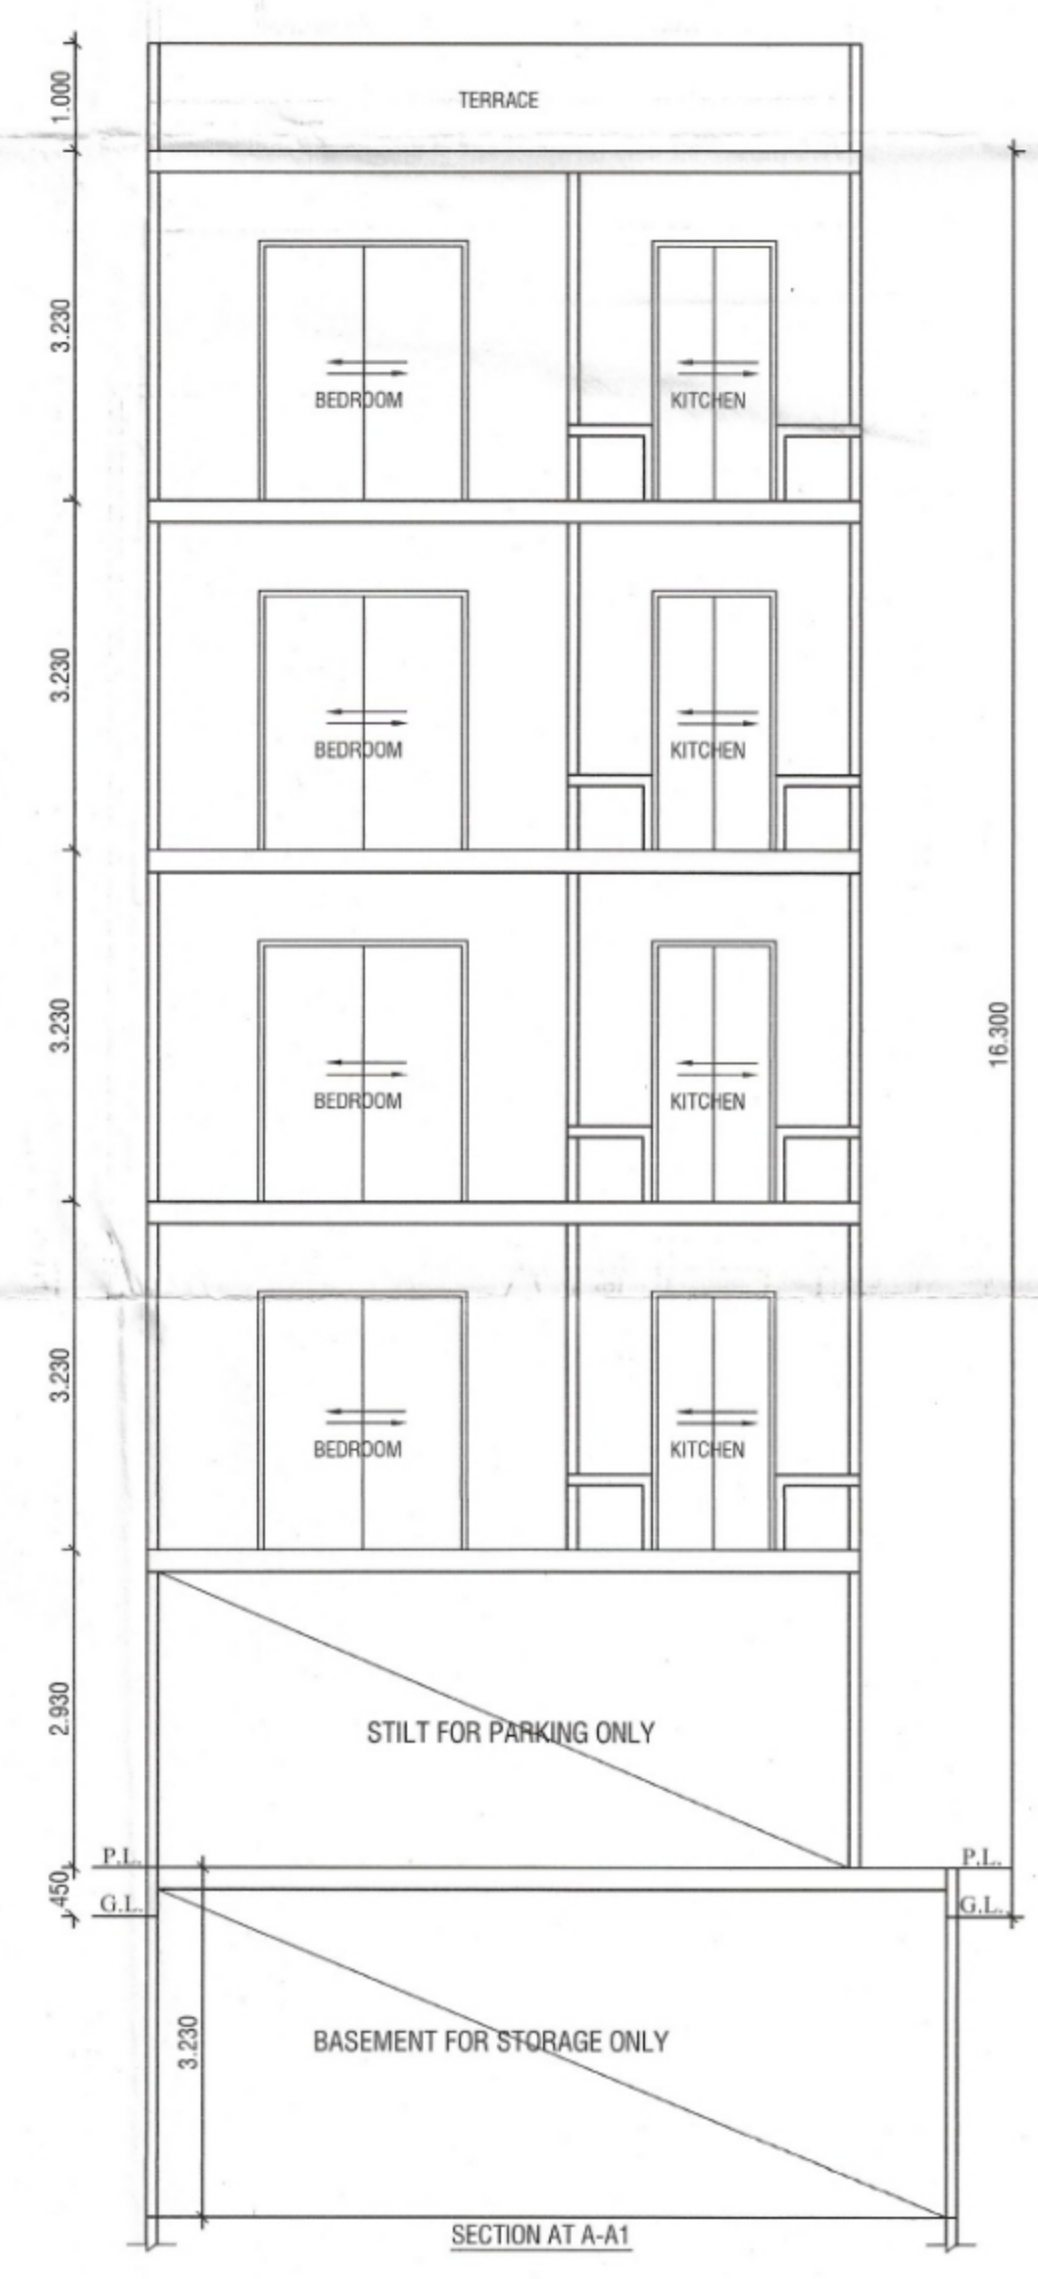 1.000
TERRACE
3.230
BEDROOM
KITCHEN
3.230
BEDROOM
KITCHEN
3.230
BEDROOM
KITCHEN
16.300
3.230
BEDROOM
KITCHEN
2.930
STILT FOR PARKING ONLY
P.L.
P.L.
.450
G.L.
G.L.
3.230
BASEMENT FOR STORAGE ONLY
SECTION AT A-A1